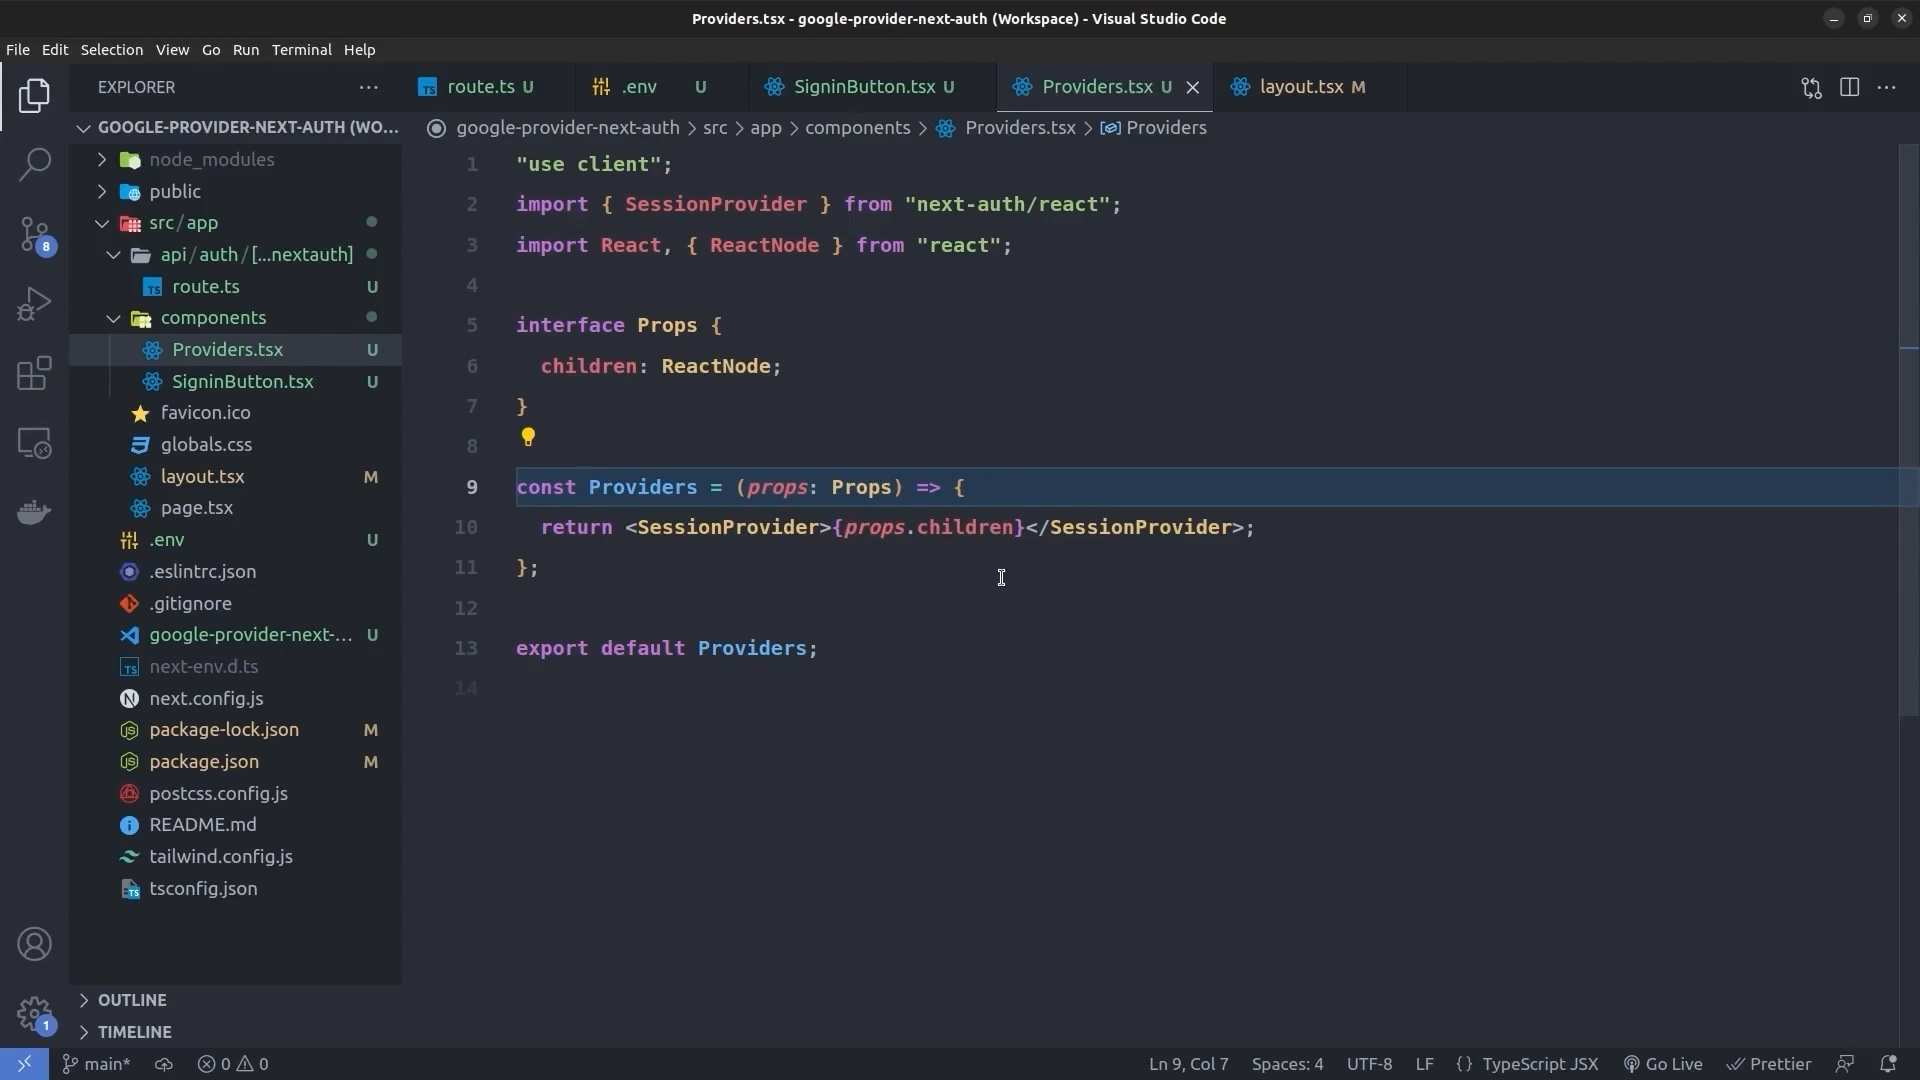 Providers.tsx - google-provider-next-auth (Workspace) - Visual Studio Code
File Edit Selection View Go Run Terminal Help
EXPLORER
route.ts U
.env U
SigninButton.tsx U
Providers.tsx U
layout.tsx M
GOOGLE-PROVIDER-NEXT-AUTH (WO...
google-provider-next-auth > src > app > components > Providers.tsx > Providers
node_modules
public
src/app
api/auth/[...nextauth]
route.ts U
components
Providers.tsx U
SigninButton.tsx U
favicon.ico
globals.css
layout.tsx M
page.tsx
.env U
.eslintrc.json
.gitignore
google-provider-next-... U
next-env.d.ts
next.config.js
package-lock.json M
package.json M
postcss.config.js
README.md
tailwind.config.js
tsconfig.json
OUTLINE
TIMELINE
8
1
1 "use client";
2 import { SessionProvider } from "next-auth/react";
3 import React, { ReactNode } from "react";
4
5 interface Props {
6   children: ReactNode;
7 }
8
9 const Providers = (props: Props) => {
10   return <SessionProvider>{props.children}</SessionProvider>;
11 };
12
13 export default Providers;
14
main* 0 0 Ln 9, Col 7 Spaces: 4 UTF-8 LF {} TypeScript JSX Go Live Prettier